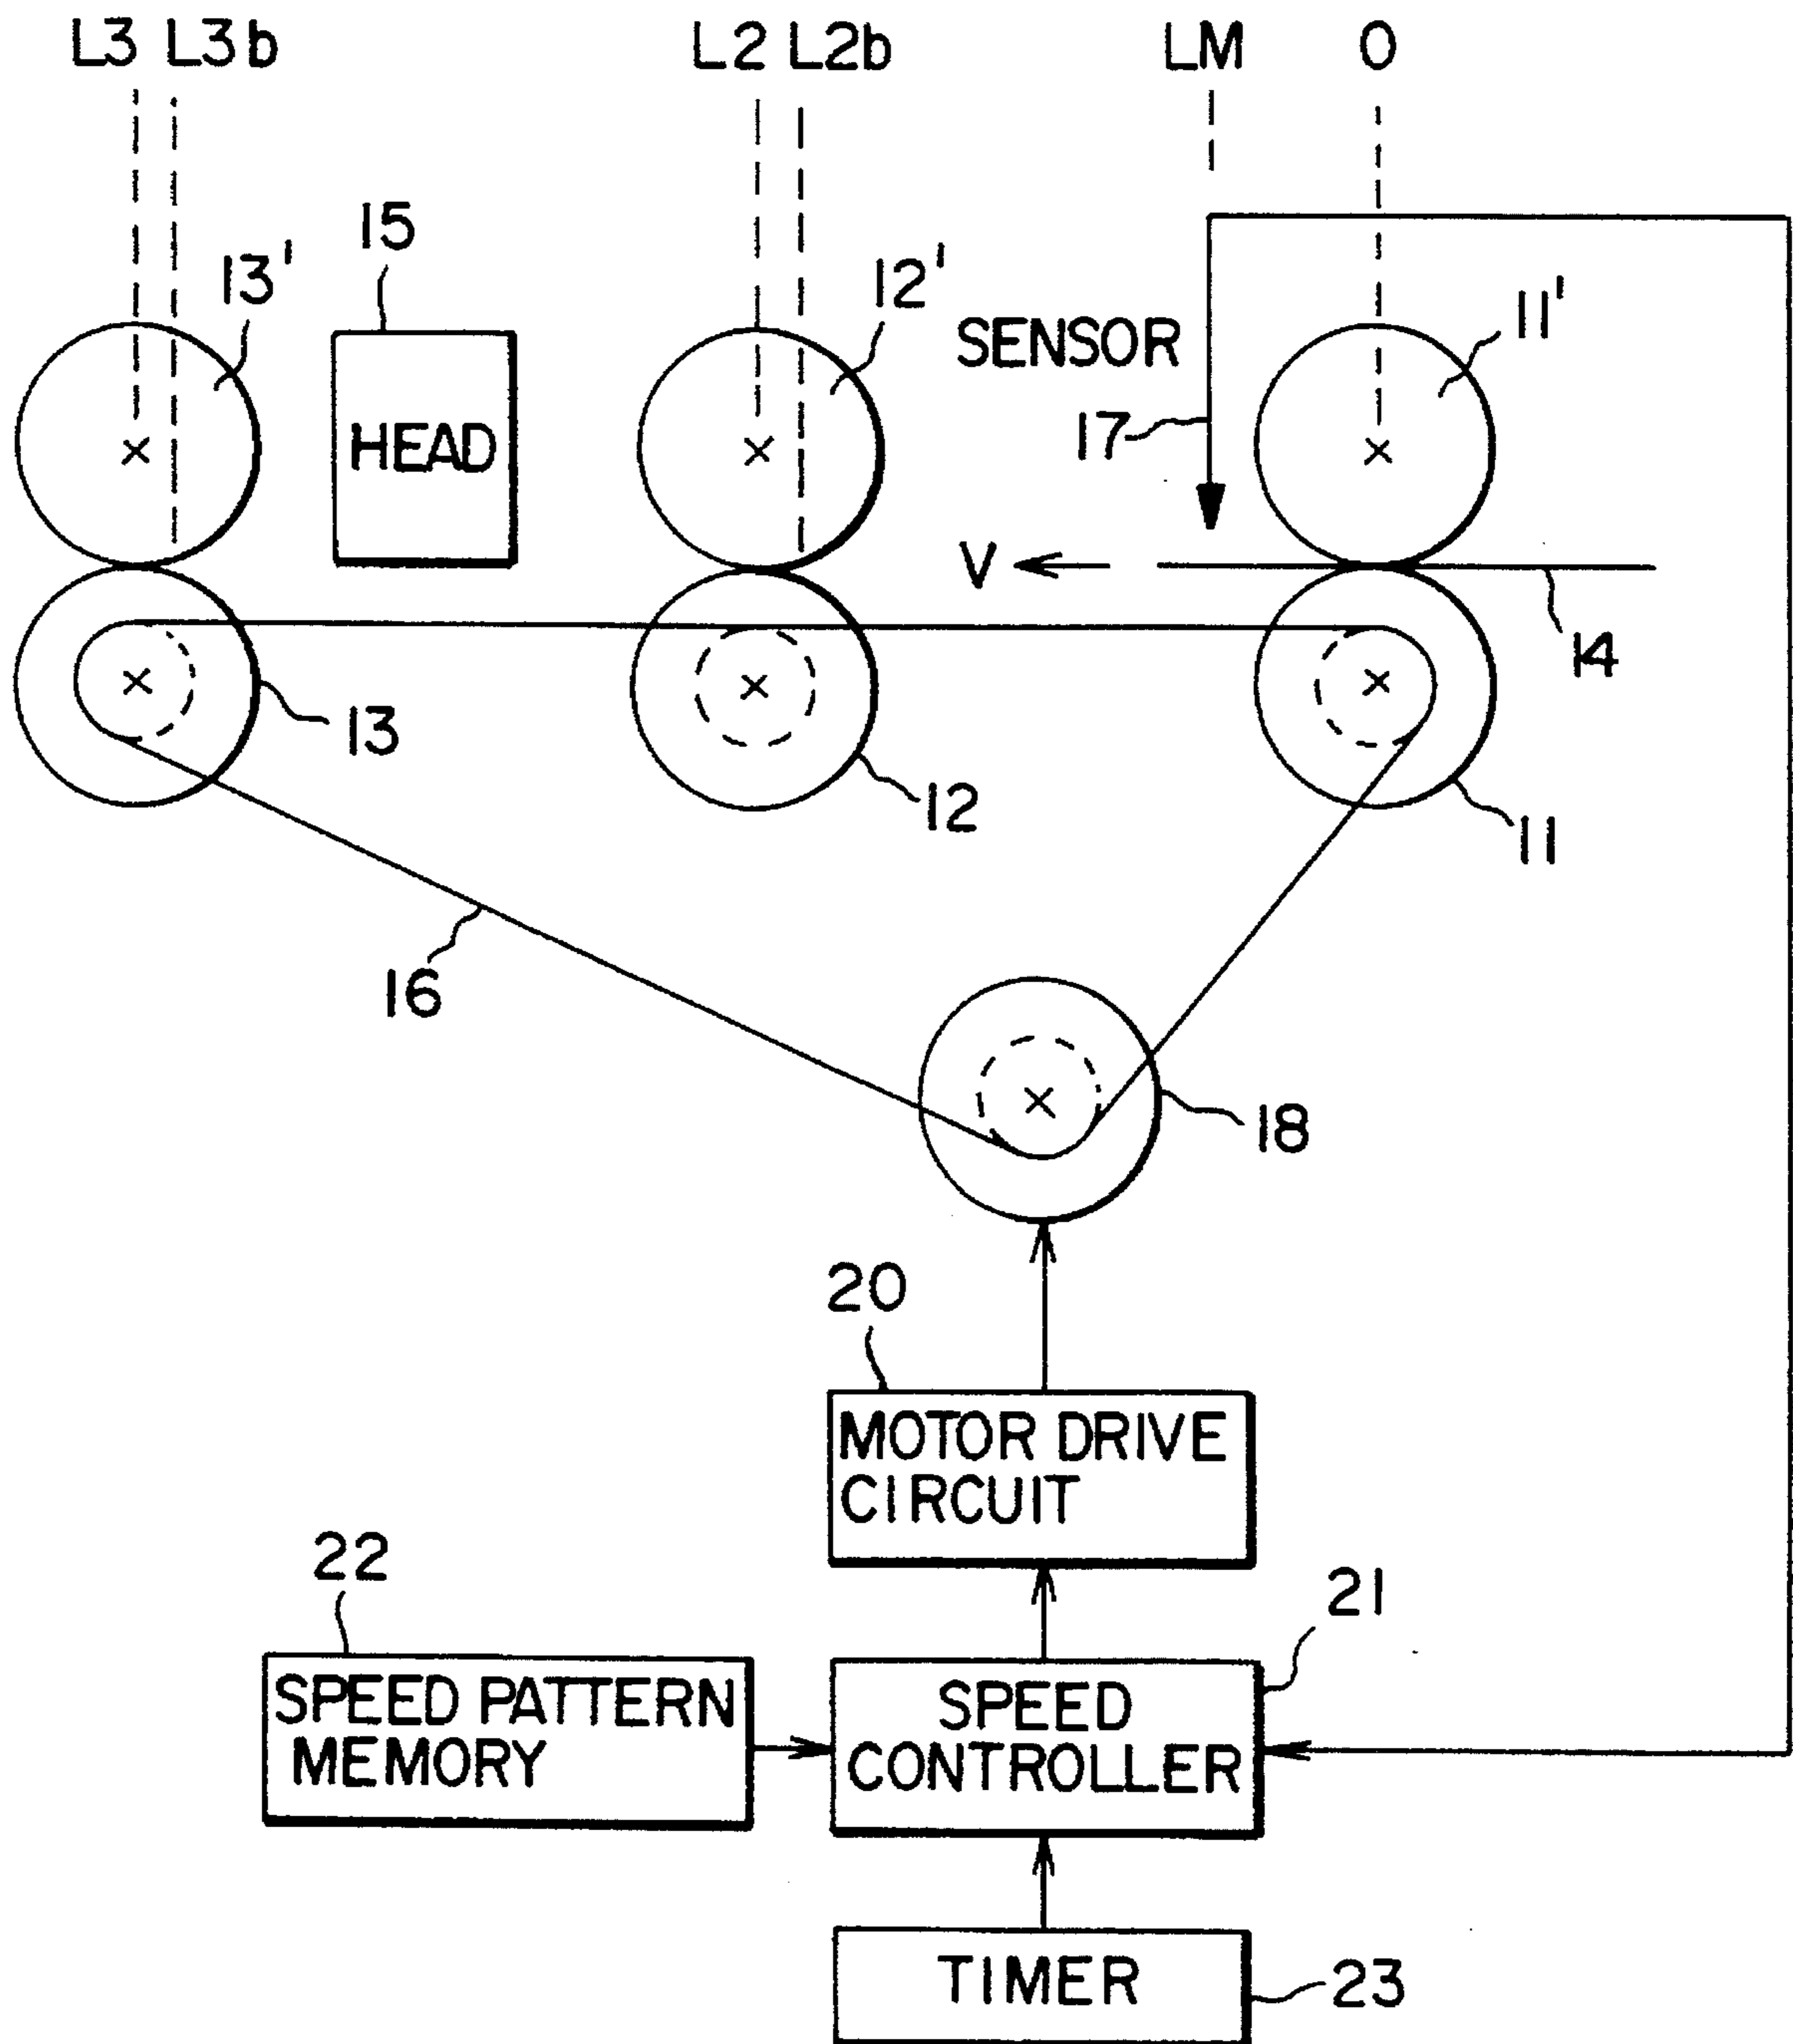 L3 L3b L2 L2b LM O
15
13'
12'
11'
SENSOR
HEAD
17
V
14
13
12
11
16
18
20
MOTOR DRIVE
CIRCUIT
22
21
SPEED PATTERN
MEMORY
SPEED
CONTROLLER
TIMER
23